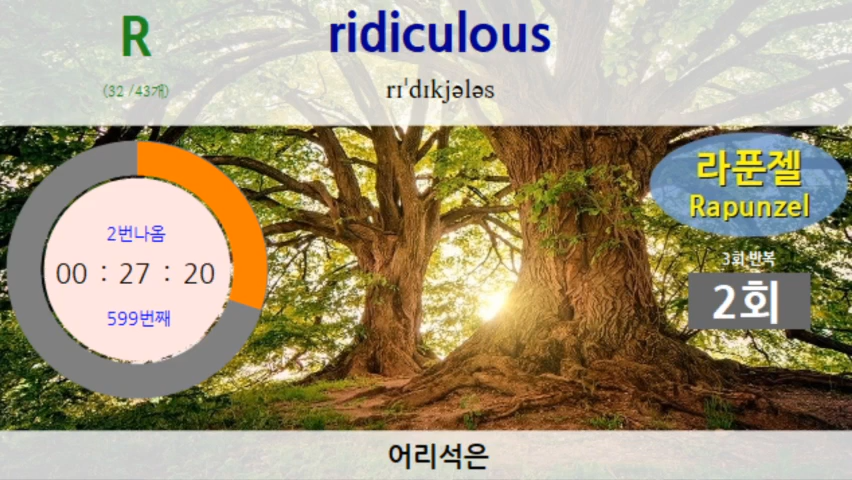 R
ridiculous
(32 /43개)
rɪˈdɪkjələs
라푼젤
Rapunzel
2번나옴
00 : 27 : 20
599번째
3회 반복
2회
어리석은